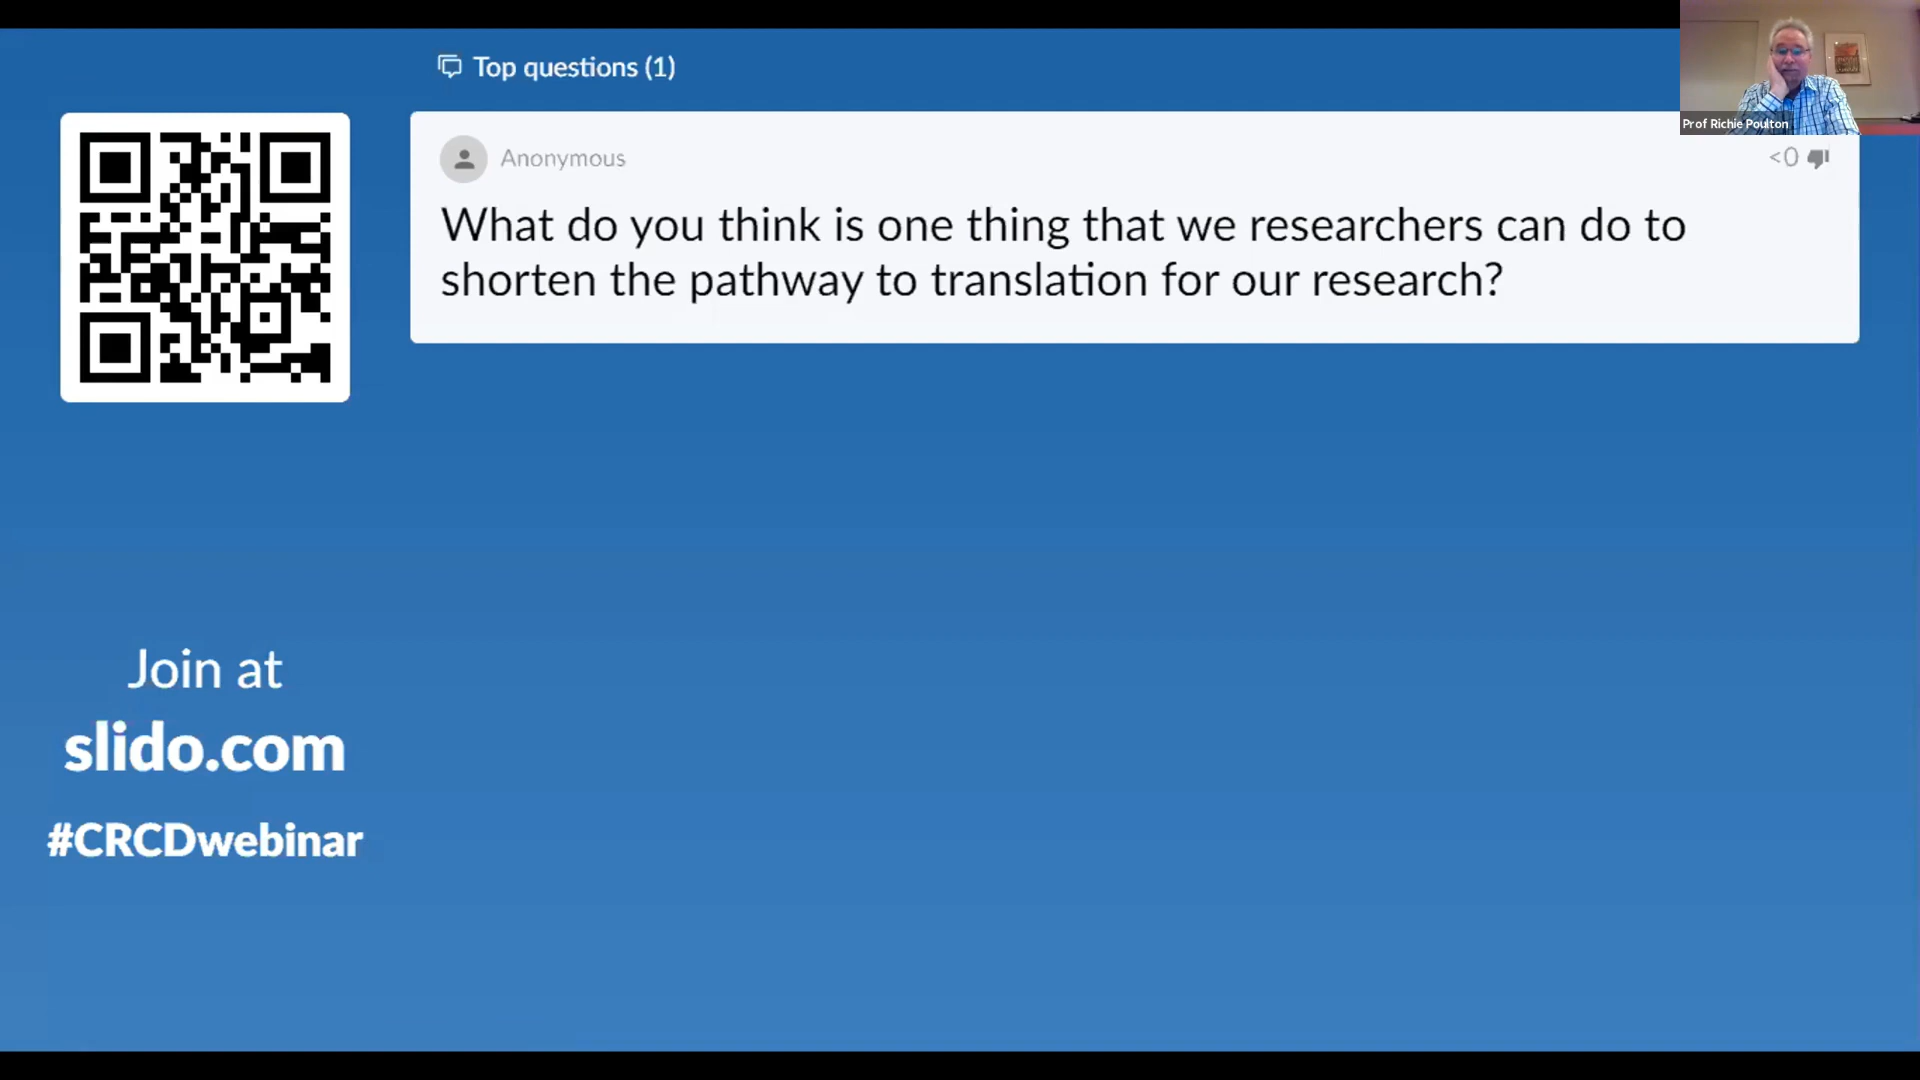 Top questions (1)
Prof Richie Poulton
Anonymous
<0
What do you think is one thing that we researchers can do to
shorten the pathway to translation for our research?
Join at
slido.com
#CRCDwebinar